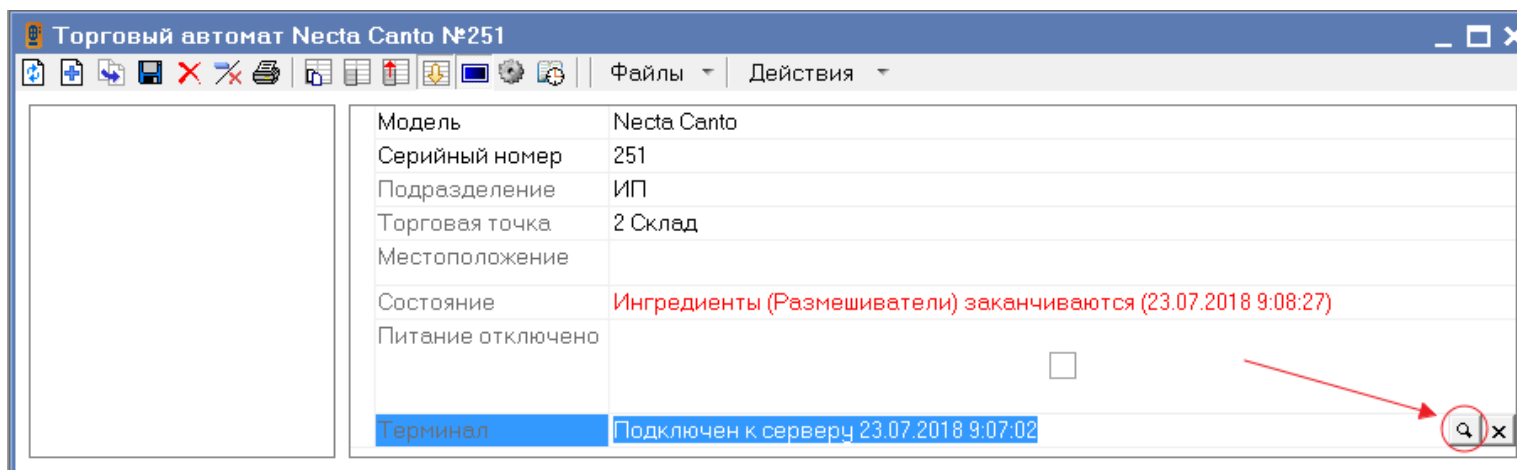 Торговый автомат Necta Canto №251
Файлы Действия
Модель Necta Canto
Серийный номер 251
Подразделение ИП
Торговая точка 2 Склад
Местоположение
Состояние Ингредиенты (Размешиватели) заканчиваются (23.07.2018 9:08:27)
Питание отключено
Терминал Подключен к серверу 23.07.2018 9:07:02